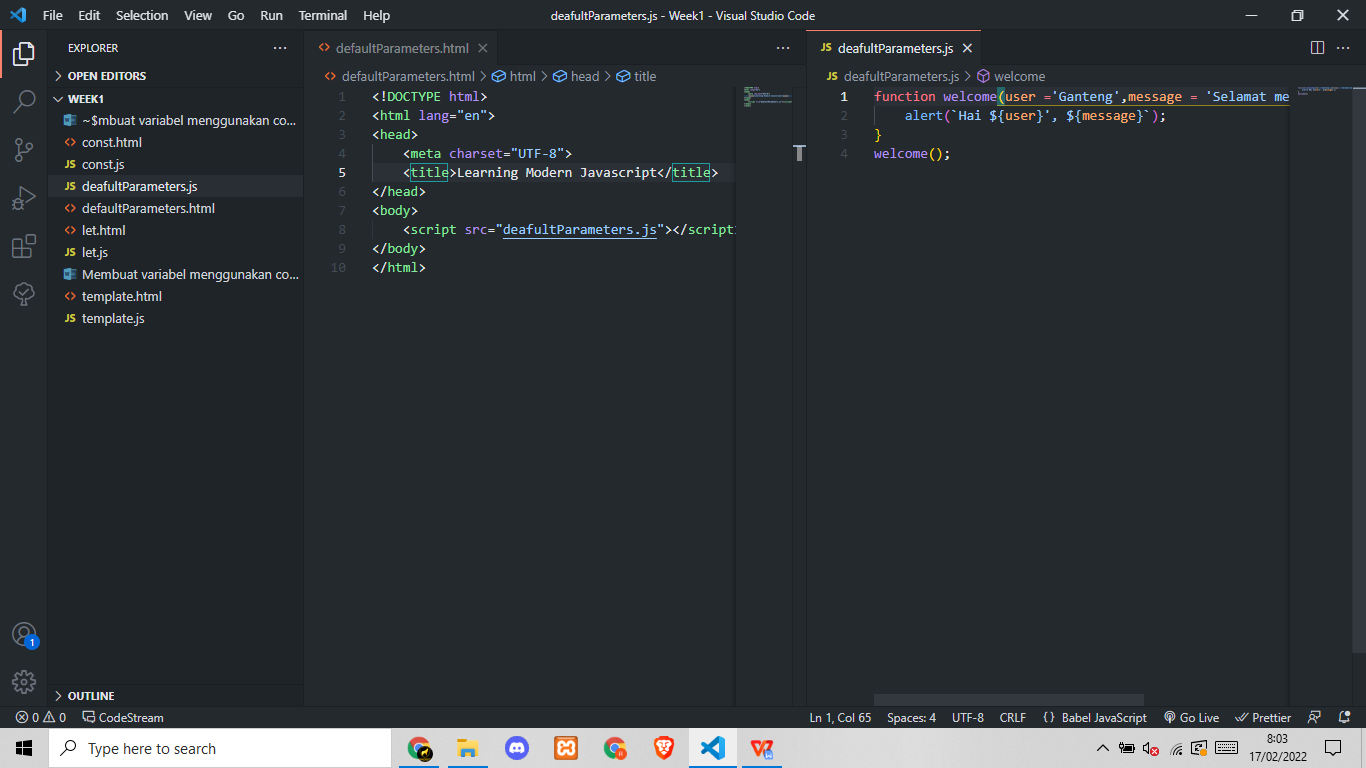 File Edit Selection View Go Run Terminal Help deafultParameters.js - Week1 - Visual Studio Code
EXPLORER
OPEN EDITORS
WEEK1
~$mbuat variabel menggunakan co...
const.html
const.js
deafultParameters.js
defaultParameters.html
let.html
let.js
Membuat variabel menggunakan co...
template.html
template.js
OUTLINE
defaultParameters.html
defaultParameters.html > html > head > title
1 <!DOCTYPE html>
2 <html lang="en">
3 <head>
4 <meta charset="UTF-8">
5 <title>Learning Modern Javascript</title>
6 </head>
7 <body>
8 <script src="deafultParameters.js"></script
9 </body>
10 </html>
JS deafultParameters.js
JS deafultParameters.js > welcome
1 function welcome(user ='Ganteng',message = 'Selamat me
2 alert(`Hai ${user}', ${message}`);
3 }
4 welcome();
0 0 CodeStream Ln 1, Col 65 Spaces: 4 UTF-8 CRLF {} Babel JavaScript Go Live Prettier
Type here to search
8:03
17/02/2022